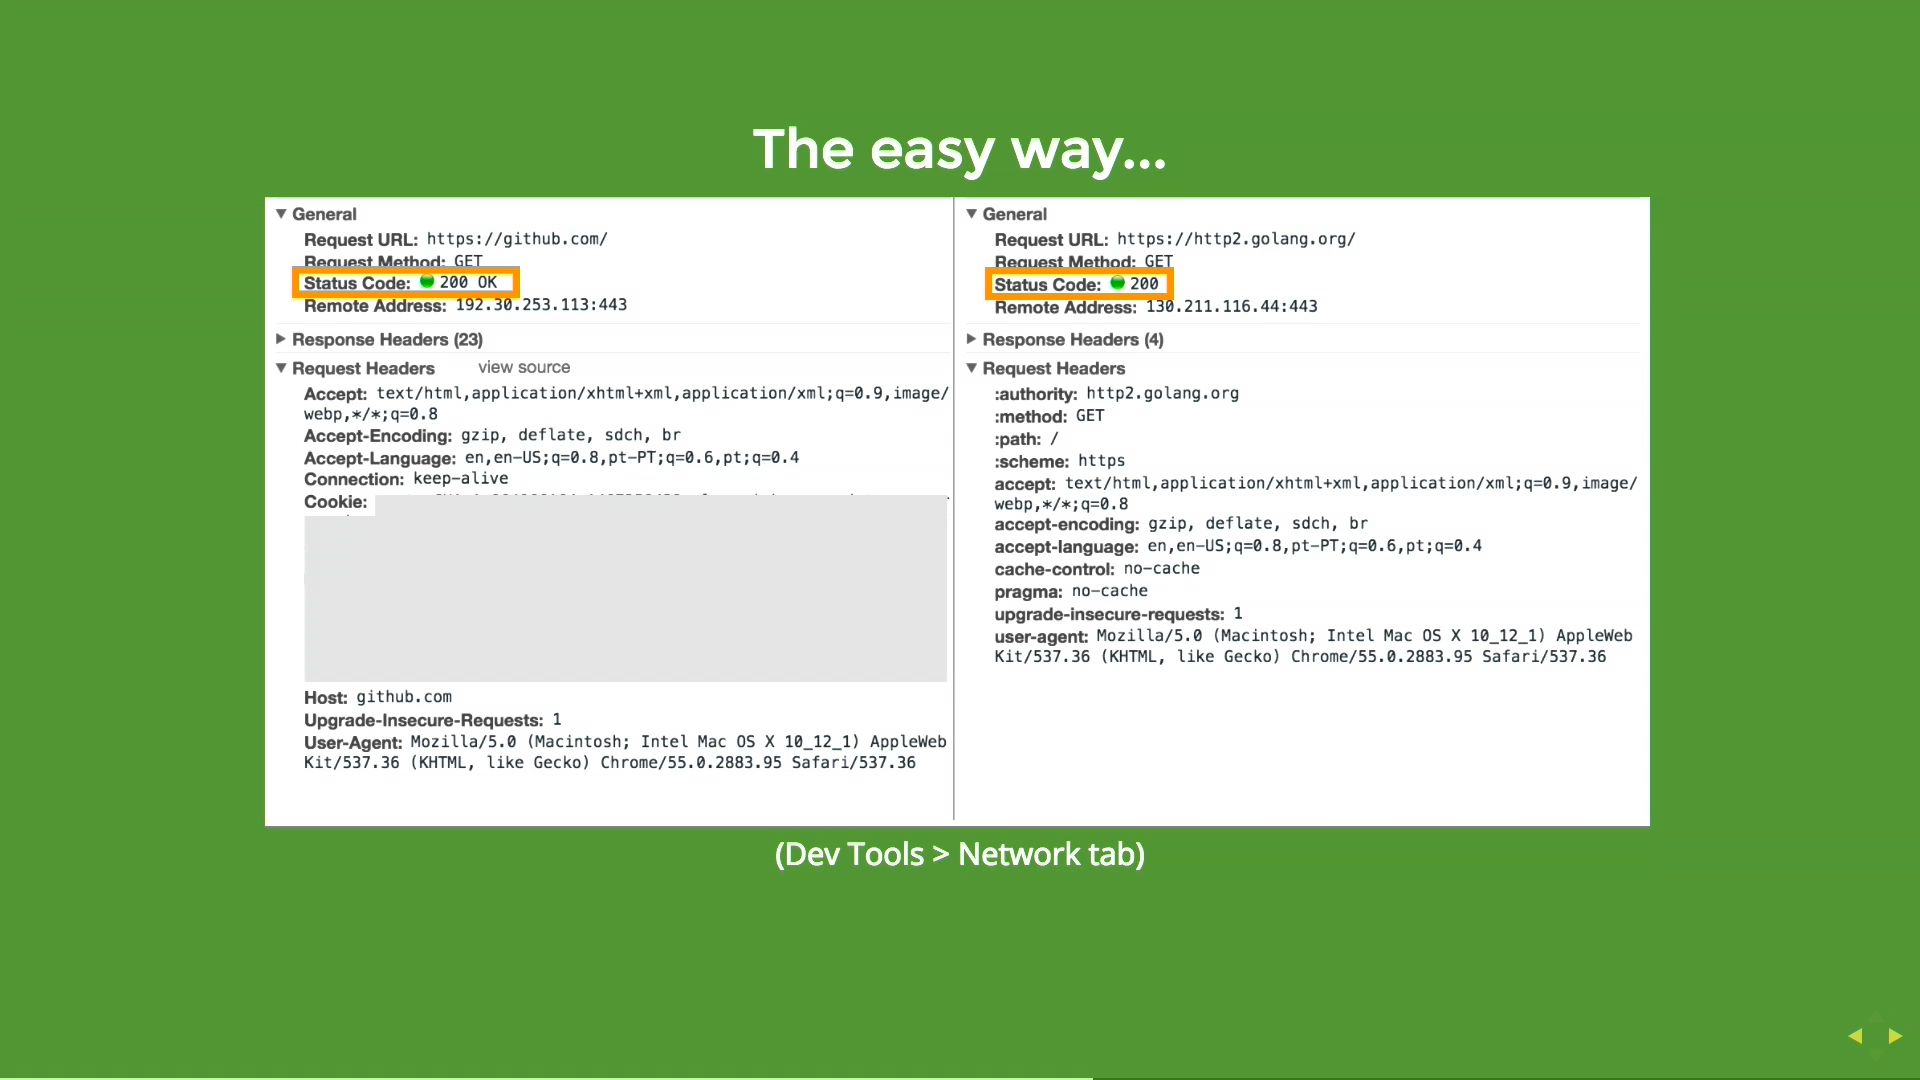 The easy way...
▼ General
Request URL: https://github.com/
Request Method: GET
Status Code: 200 OK
Remote Address: 192.30.253.113:443
▶ Response Headers (23)
▼ Request Headers view source
Accept: text/html,application/xhtml+xml,application/xml;q=0.9,image/
webp,*/*;q=0.8
Accept-Encoding: gzip, deflate, sdch, br
Accept-Language: en,en-US;q=0.8,pt-PT;q=0.6,pt;q=0.4
Connection: keep-alive
Cookie:
Host: github.com
Upgrade-Insecure-Requests: 1
User-Agent: Mozilla/5.0 (Macintosh; Intel Mac OS X 10_12_1) AppleWeb
Kit/537.36 (KHTML, like Gecko) Chrome/55.0.2883.95 Safari/537.36
▼ General
Request URL: https://http2.golang.org/
Request Method: GET
Status Code: 200
Remote Address: 130.211.116.44:443
▶ Response Headers (4)
▼ Request Headers
:authority: http2.golang.org
:method: GET
:path: /
:scheme: https
accept: text/html,application/xhtml+xml,application/xml;q=0.9,image/
webp,*/*;q=0.8
accept-encoding: gzip, deflate, sdch, br
accept-language: en,en-US;q=0.8,pt-PT;q=0.6,pt;q=0.4
cache-control: no-cache
pragma: no-cache
upgrade-insecure-requests: 1
user-agent: Mozilla/5.0 (Macintosh; Intel Mac OS X 10_12_1) AppleWeb
Kit/537.36 (KHTML, like Gecko) Chrome/55.0.2883.95 Safari/537.36
(Dev Tools > Network tab)